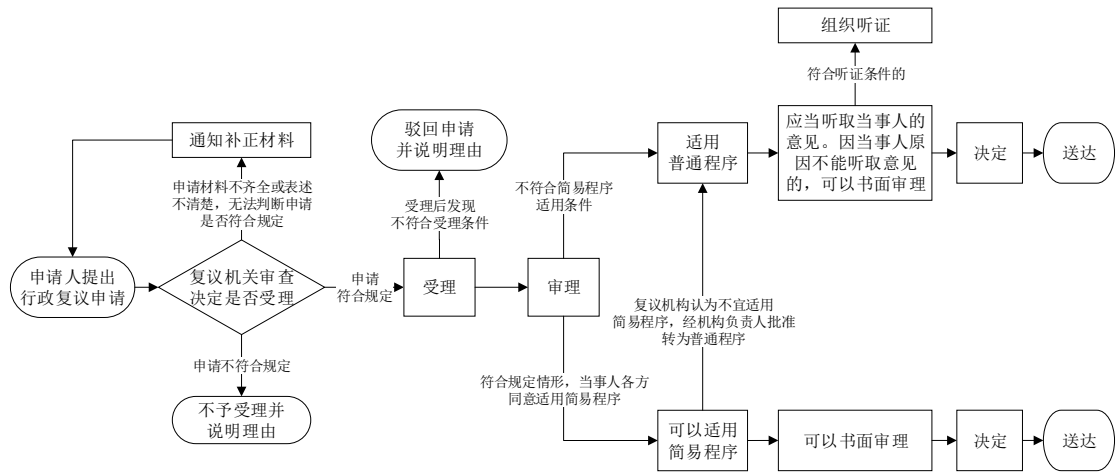 组织听证
符合听证条件的
通知补正材料
申请材料不齐全或表述
不清楚，无法判断申请
是否符合规定
申请人提出
行政复议申请
复议机关审查
决定是否受理
申请不符合规定
不予受理并
说明理由
申请
符合规定
驳回申请
并说明理由
受理后发现
不符合受理条件
受理
审理
不符合简易程序
适用条件
适用
普通程序
应当听取当事人的
意见。因当事人原
因不能听取意见
的，可以书面审理
决定
送达
复议机构认为不宜适用
简易程序，经机构负责人批准
转为普通程序
符合规定情形，当事人各方
同意适用简易程序
可以适用
简易程序
可以书面审理
决定
送达